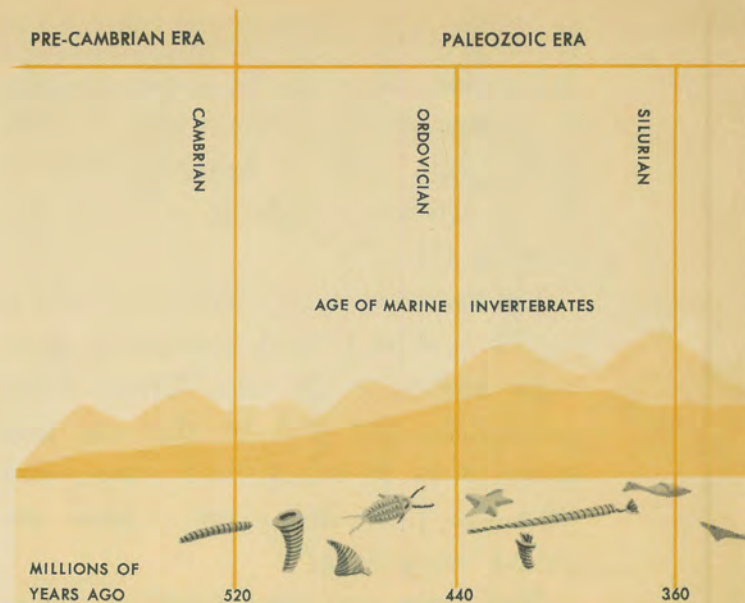 PRE-CAMBRIAN ERA
PALEOZOIC ERA
CAMBRIAN
ORDOVICIAN
SILURIAN
AGE OF MARINE INVERTEBRATES
MILLIONS OF
YEARS AGO
520
440
360